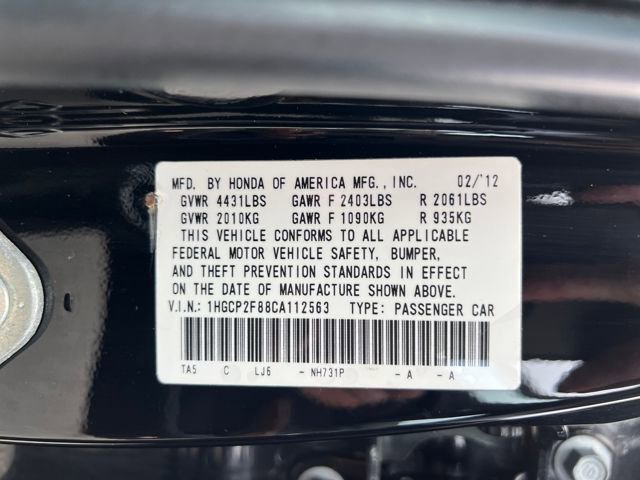 MFD. BY HONDA OF AMERICA MFG., INC. 02/'12
GVWR 4431LBS GAWR F 2403LBS R 2061LBS
GVWR 2010KG GAWR F 1090KG R 935KG
THIS VEHICLE CONFORMS TO ALL APPLICABLE
FEDERAL MOTOR VEHICLE SAFETY, BUMPER,
AND THEFT PREVENTION STANDARDS IN EFFECT
ON THE DATE OF MANUFACTURE SHOWN ABOVE.
V.I.N.: 1HGCP2F88CA112563 TYPE: PASSENGER CAR
TA5 C LJ6 - NH731P - A - A